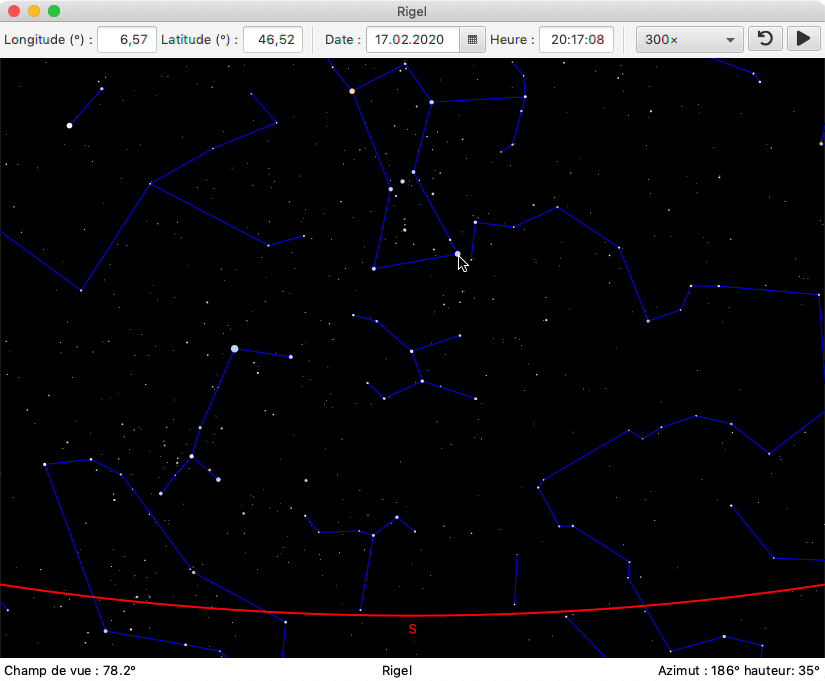 Rigel
Longitude (°) : 6,57 Latitude (°) : 46,52 Date : 17.02.2020 Heure : 20:17:08 300×
S
Champ de vue : 78.2° Rigel Azimut : 186° hauteur: 35°